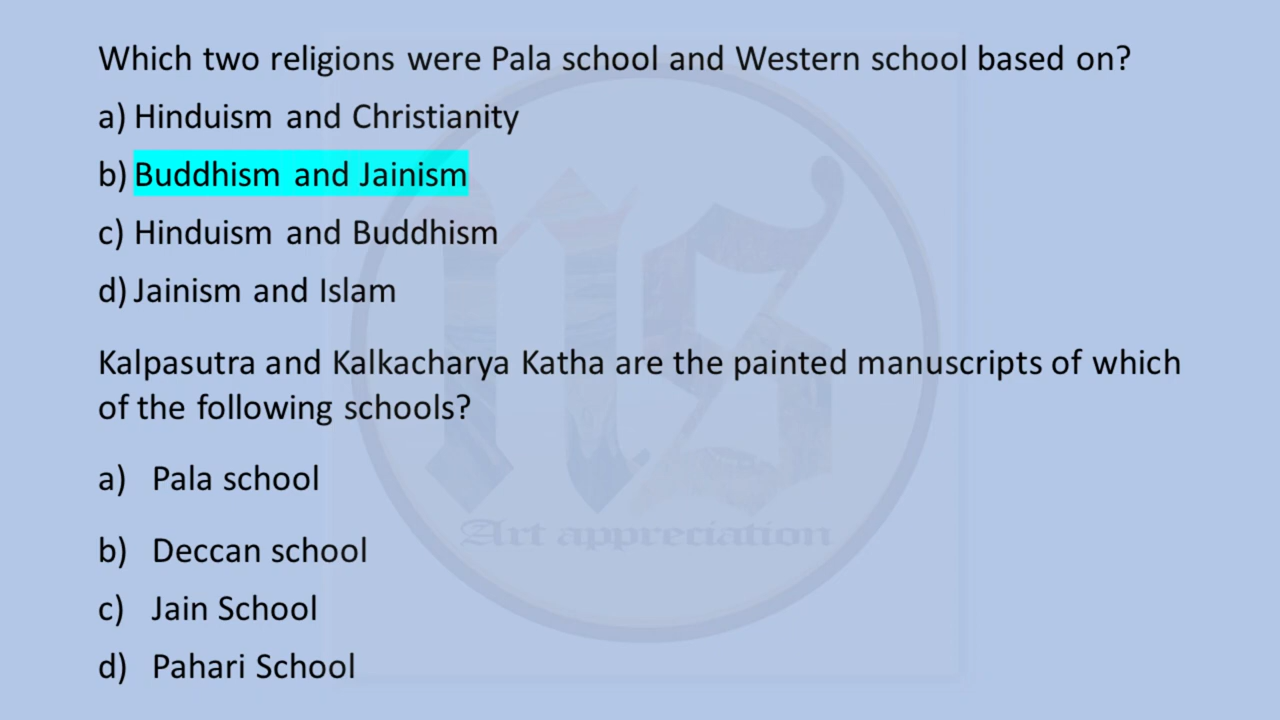 Which two religions were Pala school and Western school based on?
a) Hinduism and Christianity
b) Buddhism and Jainism
c) Hinduism and Buddhism
d) Jainism and Islam
Kalpasutra and Kalkacharya Katha are the painted manuscripts of which
of the following schools?
a) Pala school
NS
Art appreciation
b) Deccan school
c) Jain School
d) Pahari School